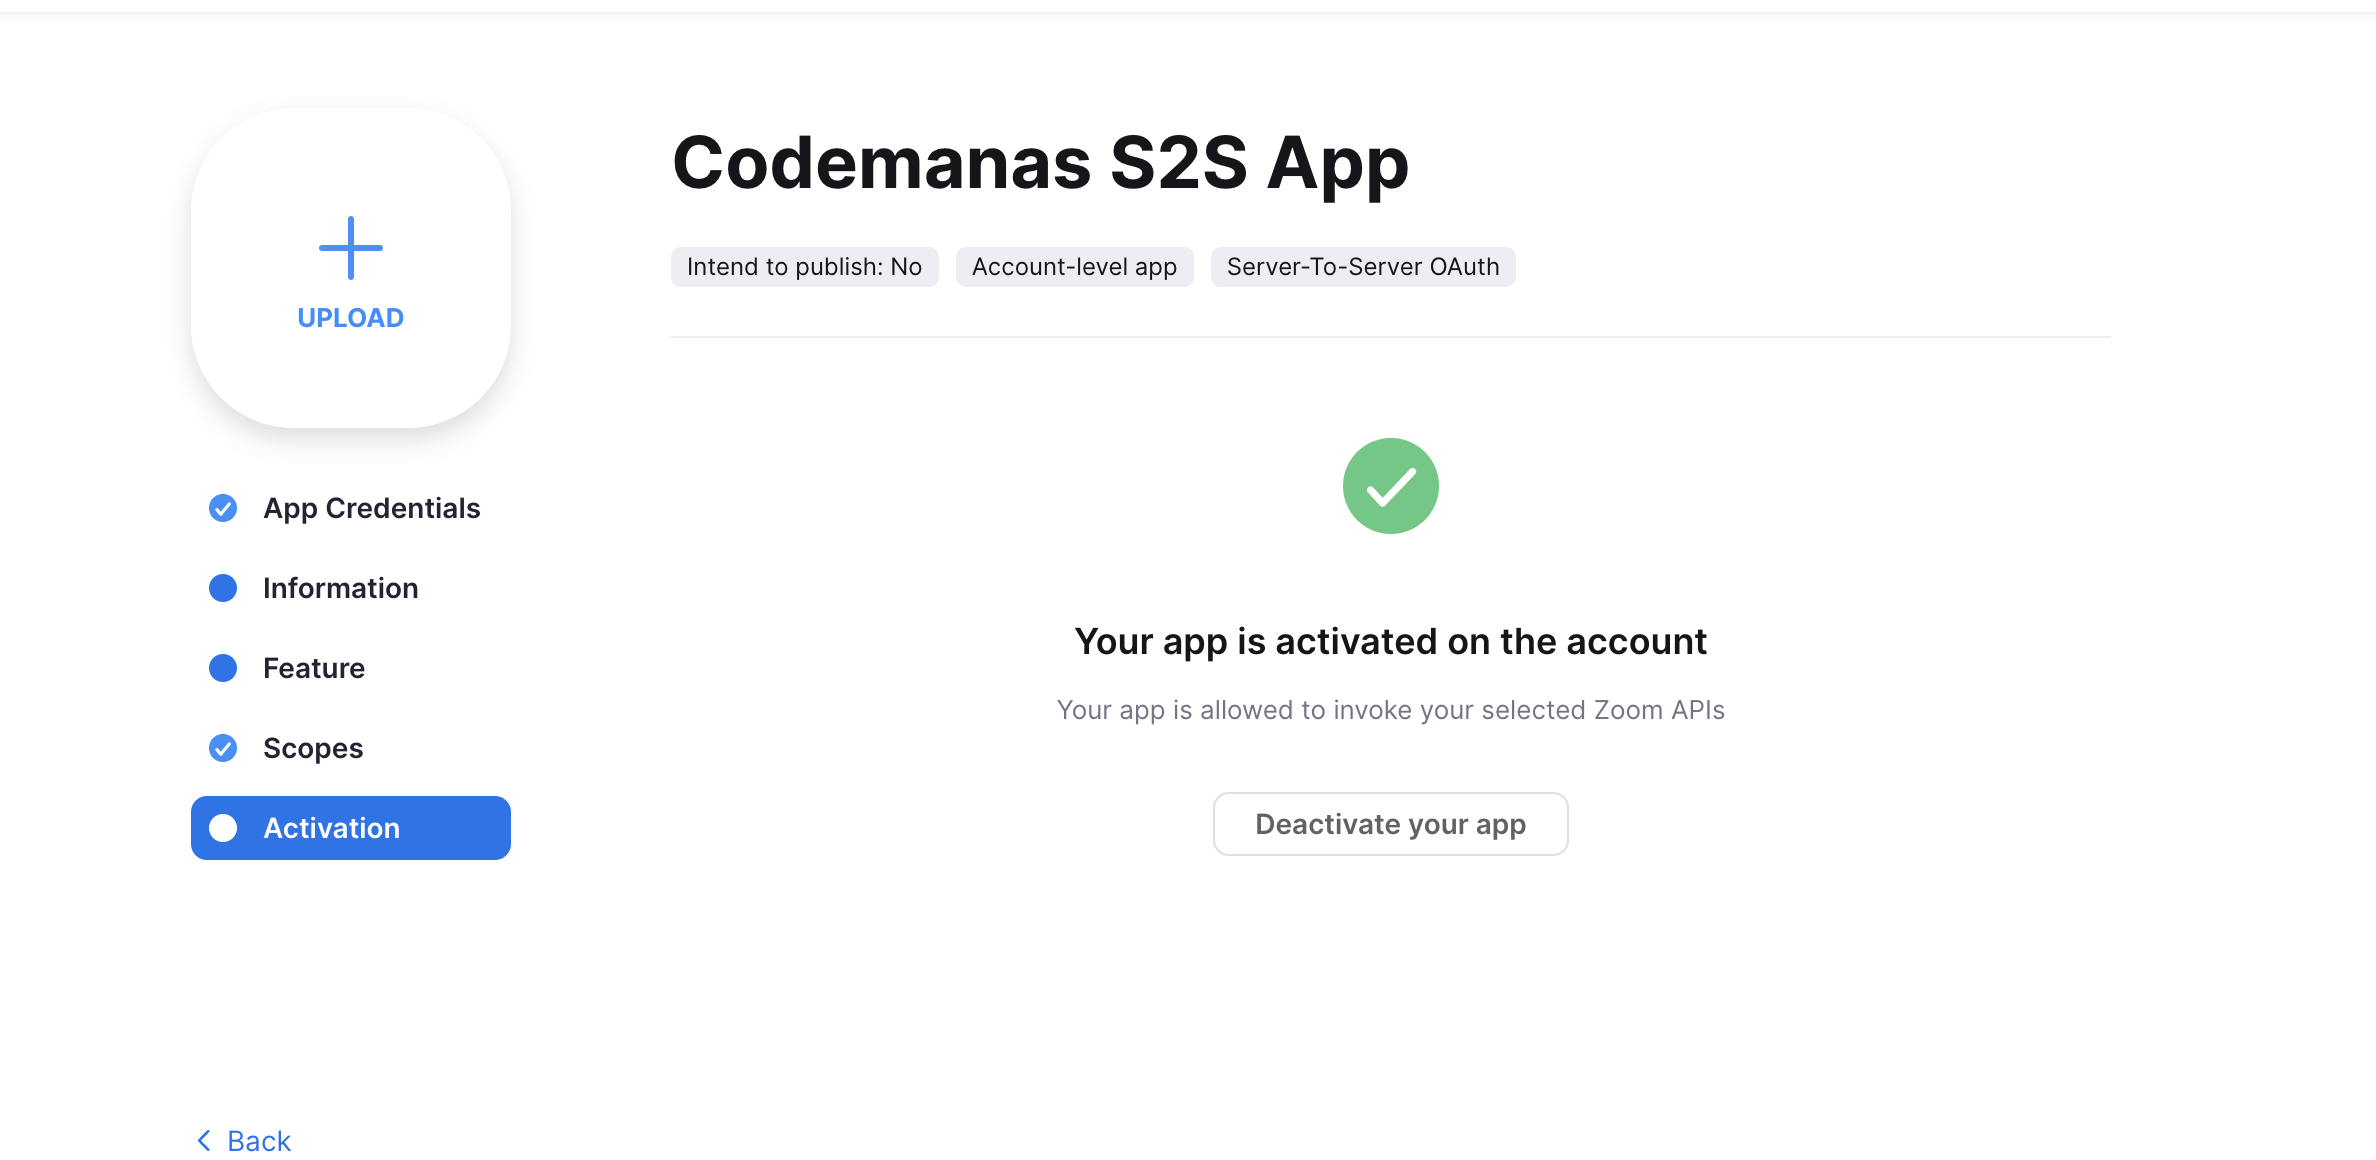 UPLOAD
App Credentials
Information
Feature
Scopes
Activation
Back
Codemanas S2S App
Intend to publish: No
Account-level app
Server-To-Server OAuth
Your app is activated on the account
Your app is allowed to invoke your selected Zoom APIs
Deactivate your app